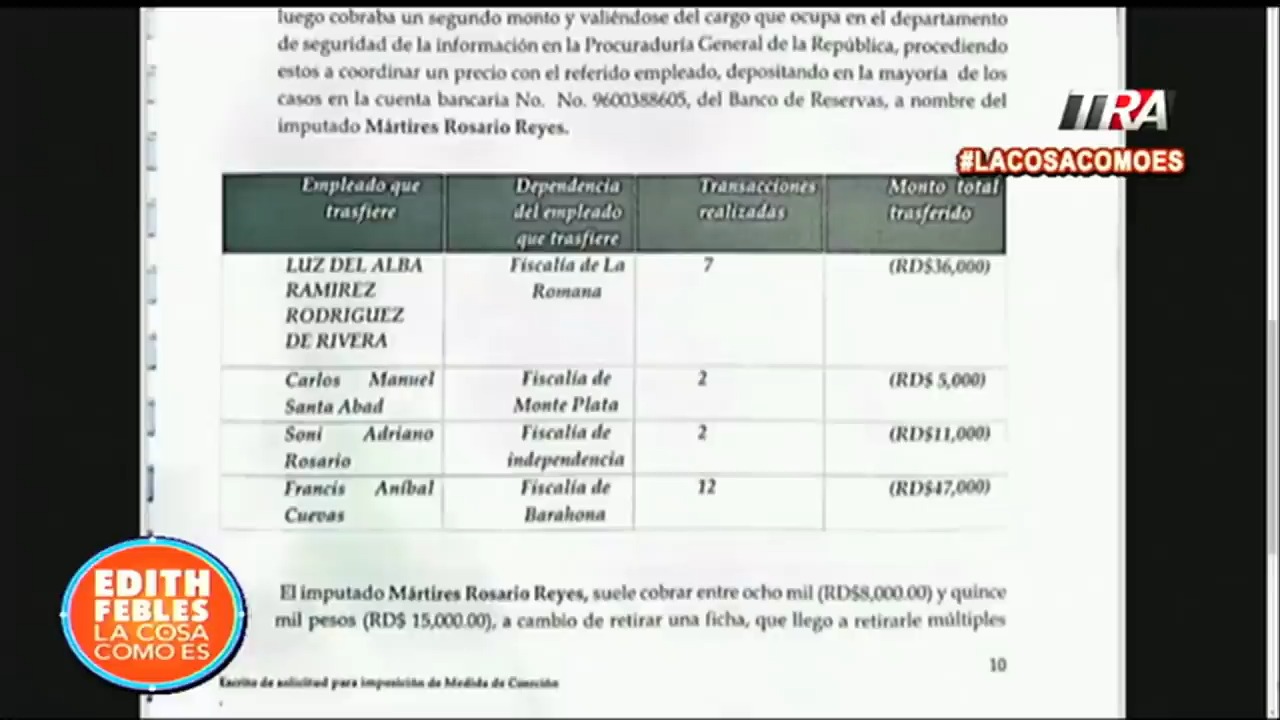 luego cobraba un segundo monto y valiéndose del cargo que ocupa en el departamento
de seguridad de la información en la Procuraduría General de la República, procediendo
estos a coordinar un precio con el referido empleado, depositando en la mayoría de los
casos en la cuenta bancaria No. No. 9600388605, del Banco de Reservas, a nombre del
imputado Mártires Rosario Reyes.
TRA
#LACOSACOMOES
Empleado que
trasfiere
Dependencia
del empleado
que trasfiere
Transacciones
realizadas
Monto total
trasferido
LUZ DEL ALBA
RAMIREZ
RODRIGUEZ
DE RIVERA
Fiscalía de La
Romana
7
(RD$36,000)
Carlos Manuel
Santa Abad
Fiscalía de
Monte Plata
2
(RD$ 5,000)
Soni Adriano
Rosario
Fiscalía de
independencia
2
(RD$11,000)
Francis Aníbal
Cuevas
Fiscalía de
Barahona
12
(RD$47,000)
El imputado Mártires Rosario Reyes, suele cobrar entre ocho mil (RD$8,000.00) y quince
mil pesos (RD$ 15,000.00), a cambio de retirar una ficha, que llego a retirarle múltiples
10
Escrito de solicitud para imposición de Medida de Coerción
EDITH
FEBLES
LA COSA
COMO ES